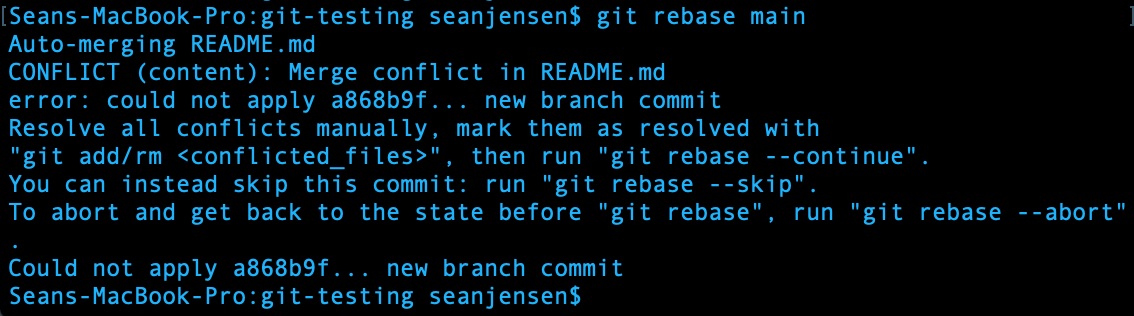 [Seans-MacBook-Pro:git-testing seanjensen$ git rebase main ]
Auto-merging README.md
CONFLICT (content): Merge conflict in README.md
error: could not apply a868b9f... new branch commit
Resolve all conflicts manually, mark them as resolved with
"git add/rm <conflicted_files>", then run "git rebase --continue".
You can instead skip this commit: run "git rebase --skip".
To abort and get back to the state before "git rebase", run "git rebase --abort"
.
Could not apply a868b9f... new branch commit
Seans-MacBook-Pro:git-testing seanjensen$